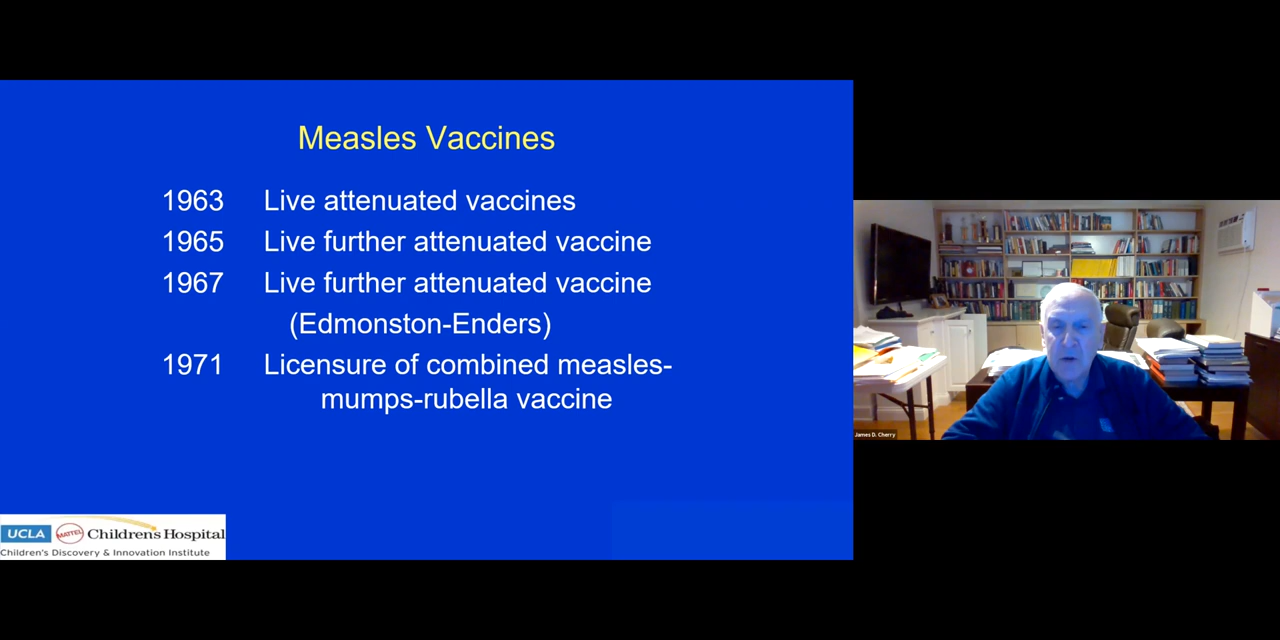 Measles Vaccines
1963 Live attenuated vaccines
1965 Live further attenuated vaccine
1967 Live further attenuated vaccine
(Edmonston-Enders)
1971 Licensure of combined measles-
mumps-rubella vaccine
UCLA MATTEL Children's Hospital
Children's Discovery & Innovation Institute
James D. Cherry